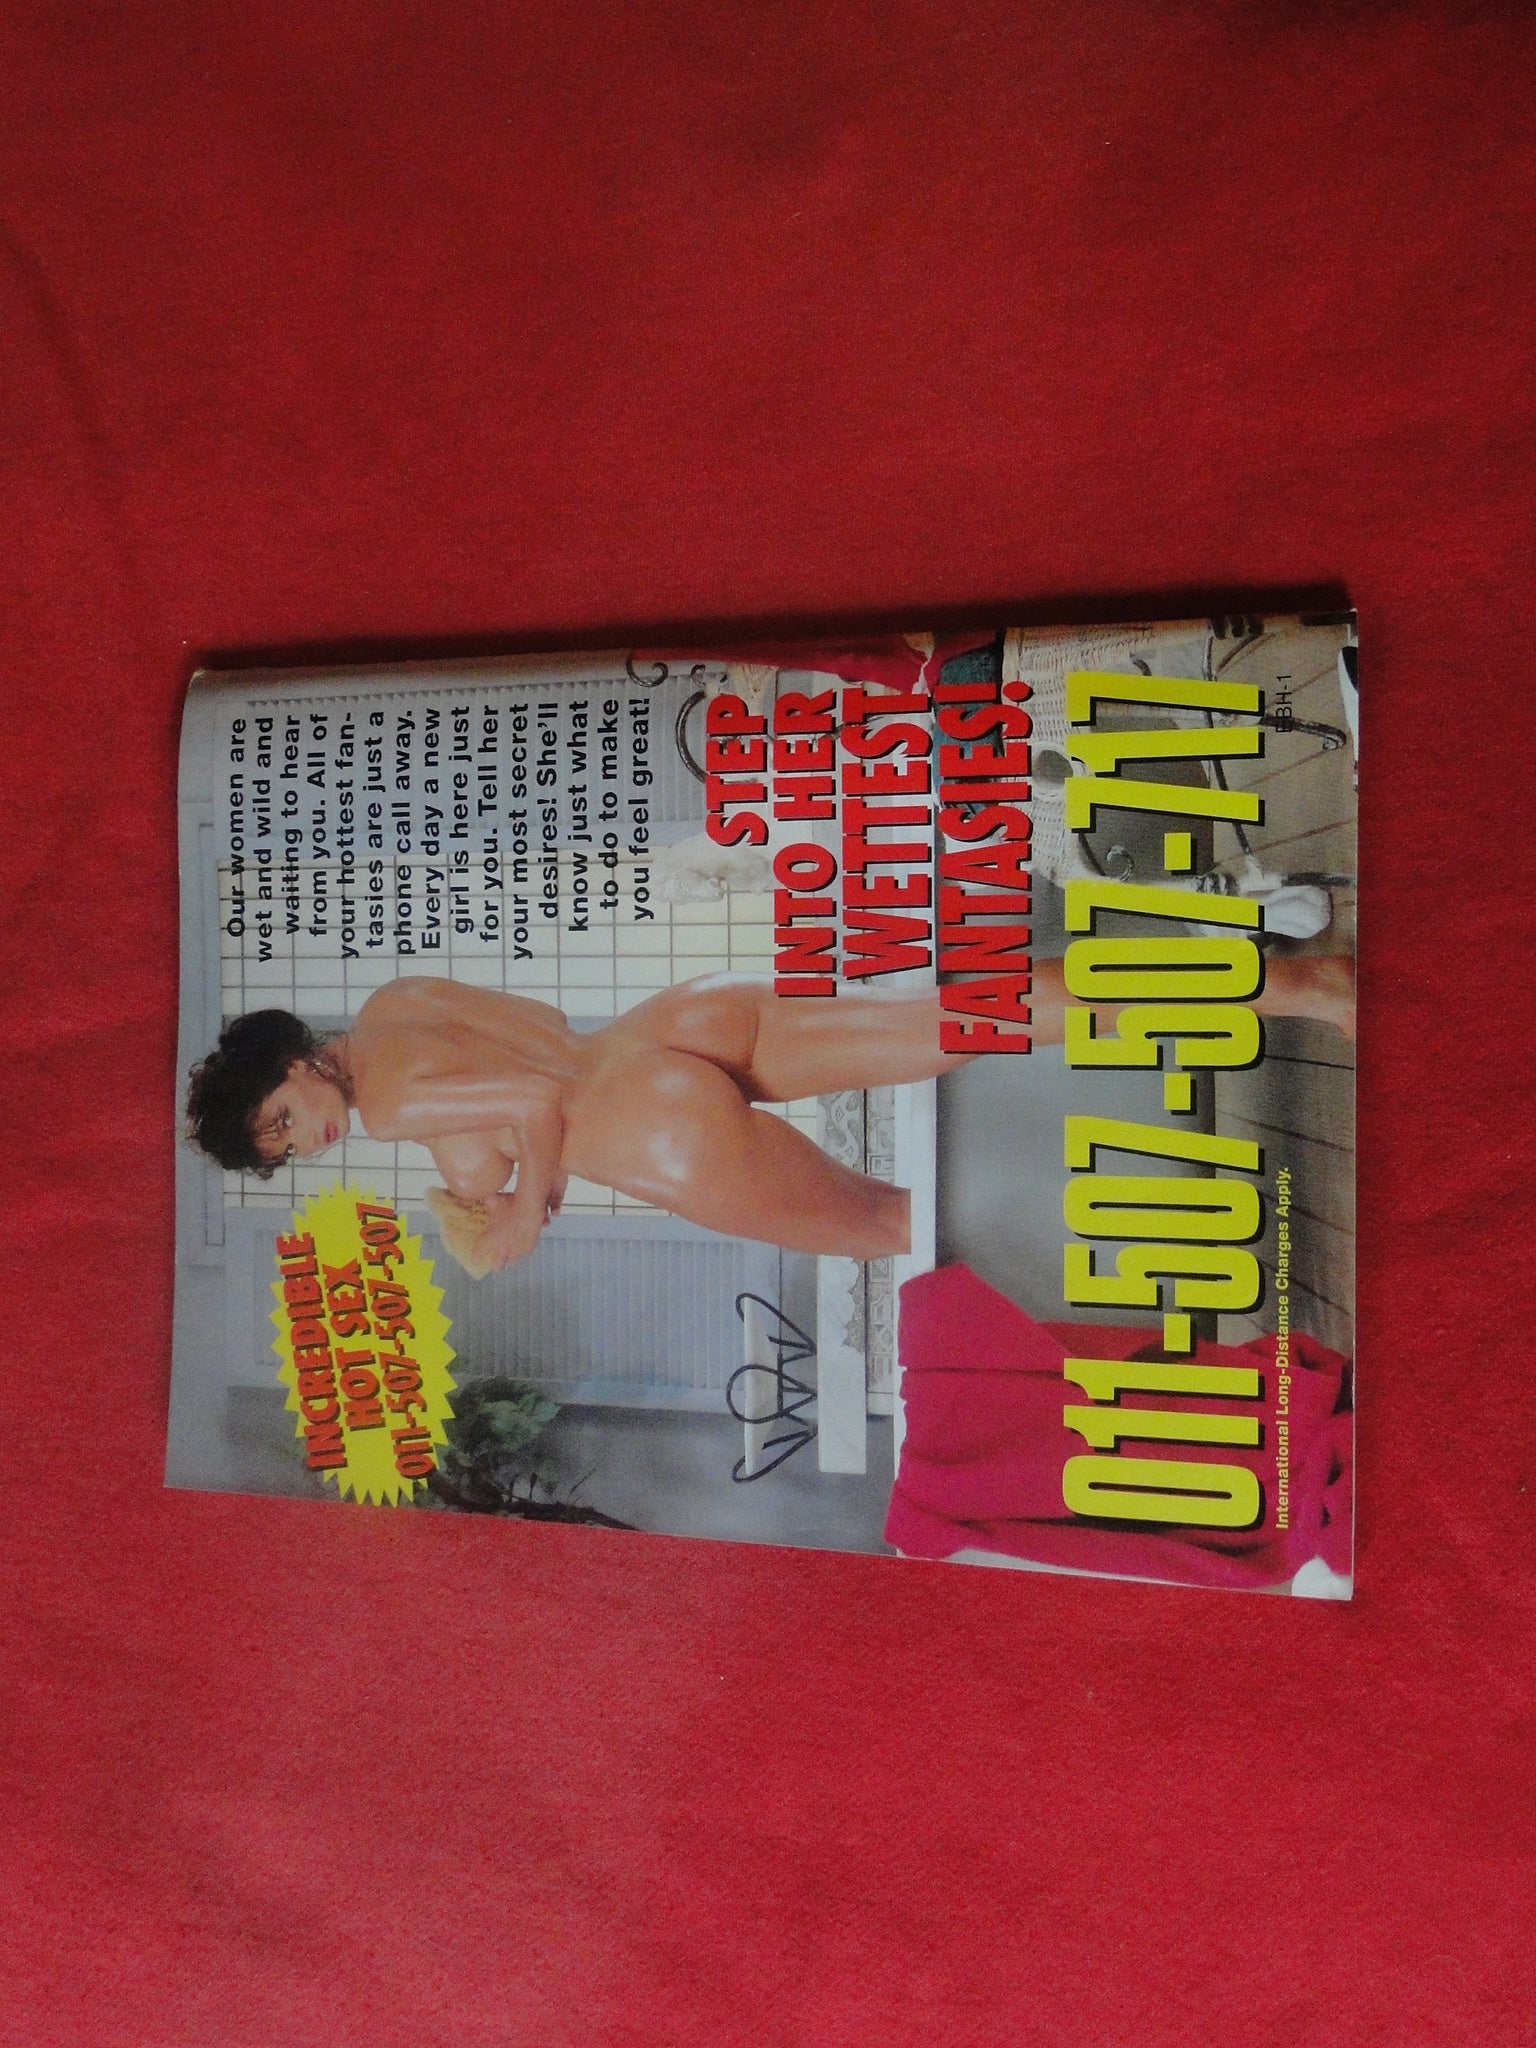 Our women are
wet and wild and
waiting to hear
from you. All of
your hottest fan-
tasies are just a
phone call away.
Every day a new
girl is here just
for you. Tell her
your most secret
desires! She'll
know just what
to do to make
you feel great!
INCREDIBLE
HOT SEX
011-507-507-507
STEP
INTO HER
WETTEST
FANTASIES!
011-507-507-117
International Long-Distance Charges Apply.
BBH-1